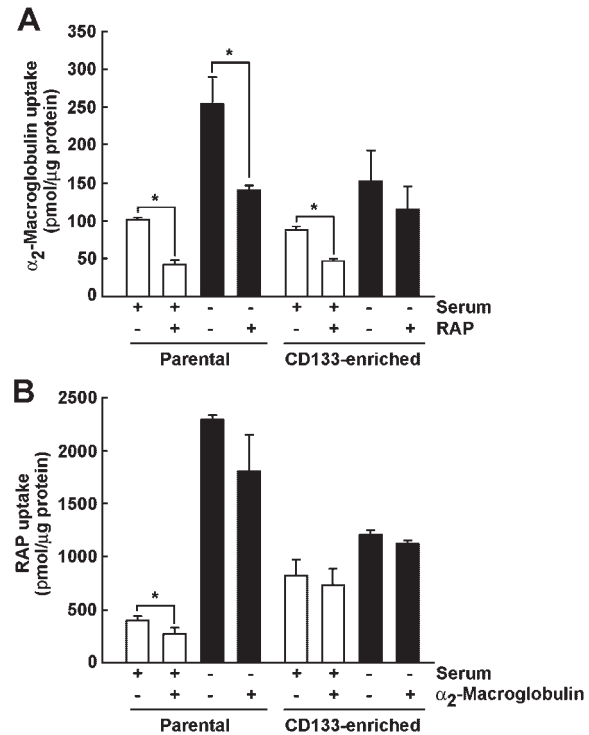 A
350
300
250
200
150
100
50
0
α2-Macroglobulin uptake
(pmol/μg protein)
* * *
+ + - - + + - - Serum
- + - + - + - + RAP
Parental CD133-enriched
B
2500
2000
1500
1000
500
0
RAP uptake
(pmol/μg protein)
*
+ + - - + + - - Serum
- + - + - + - + α2-Macroglobulin
Parental CD133-enriched